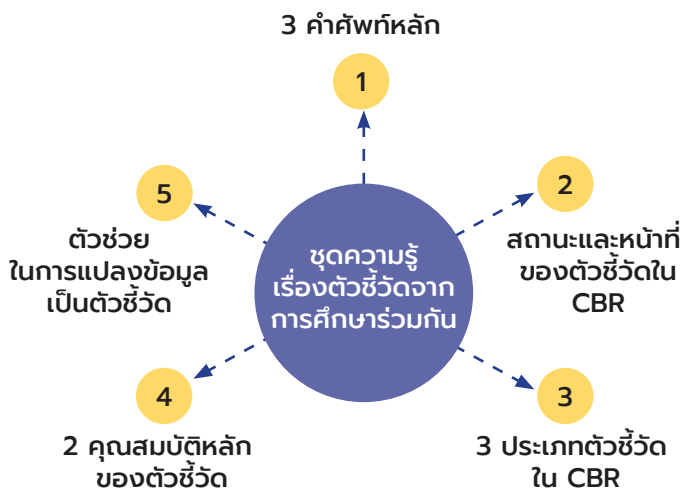 3 คำศัพท์หลัก
1
2
สถานะและหน้าที่
ของตัวชี้วัดใน
CBR
3
3 ประเภทตัวชี้วัด
ใน CBR
4
2 คุณสมบัติหลัก
ของตัวชี้วัด
5
ตัวช่วย
ในการแปลงข้อมูล
เป็นตัวชี้วัด
ชุดความรู้
เรื่องตัวชี้วัดจาก
การศึกษาร่วมกัน